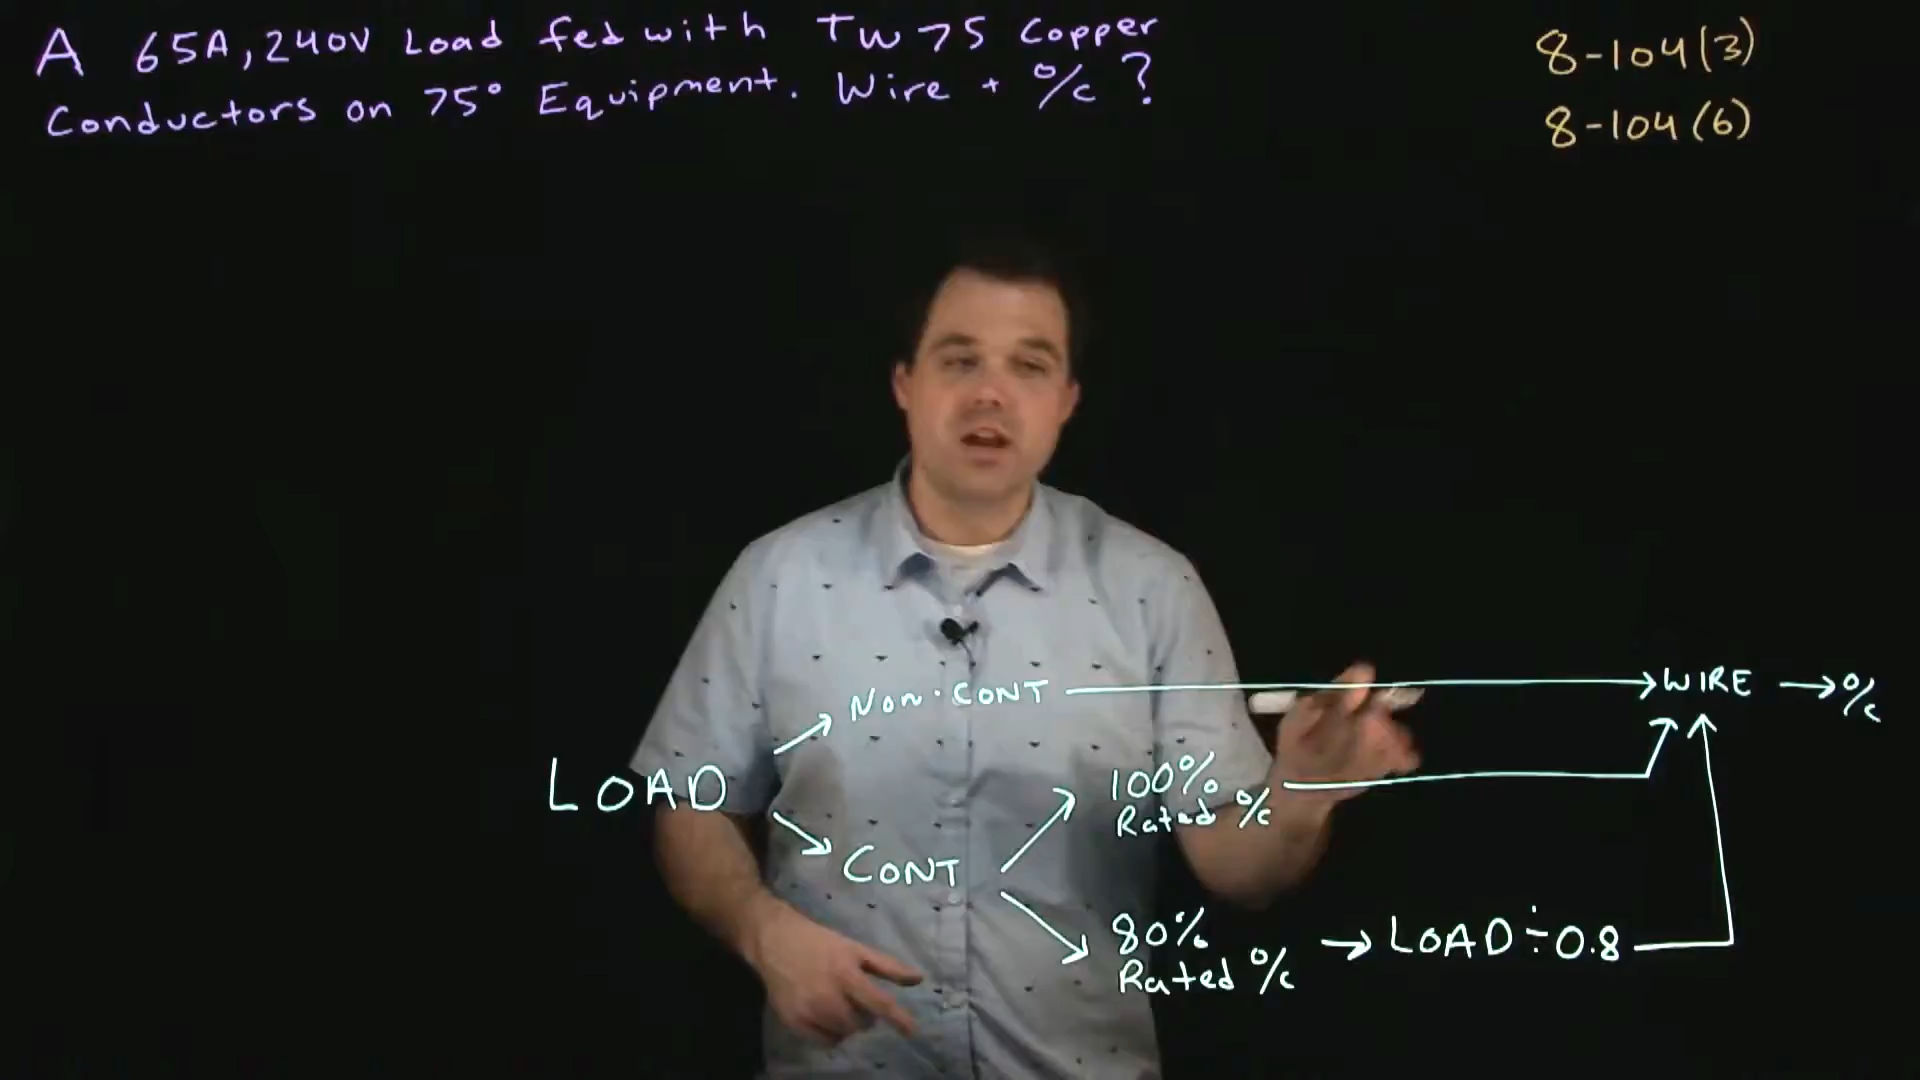 A 65A, 240V Load fed with TW75 Copper
Conductors on 75° Equipment. Wire + o/c ?
8-104(3)
8-104(6)
NON-CONT
WIRE → o/c
LOAD
100%
Rated o/c
CONT
80%
Rated o/c
→ LOAD ÷ 0.8